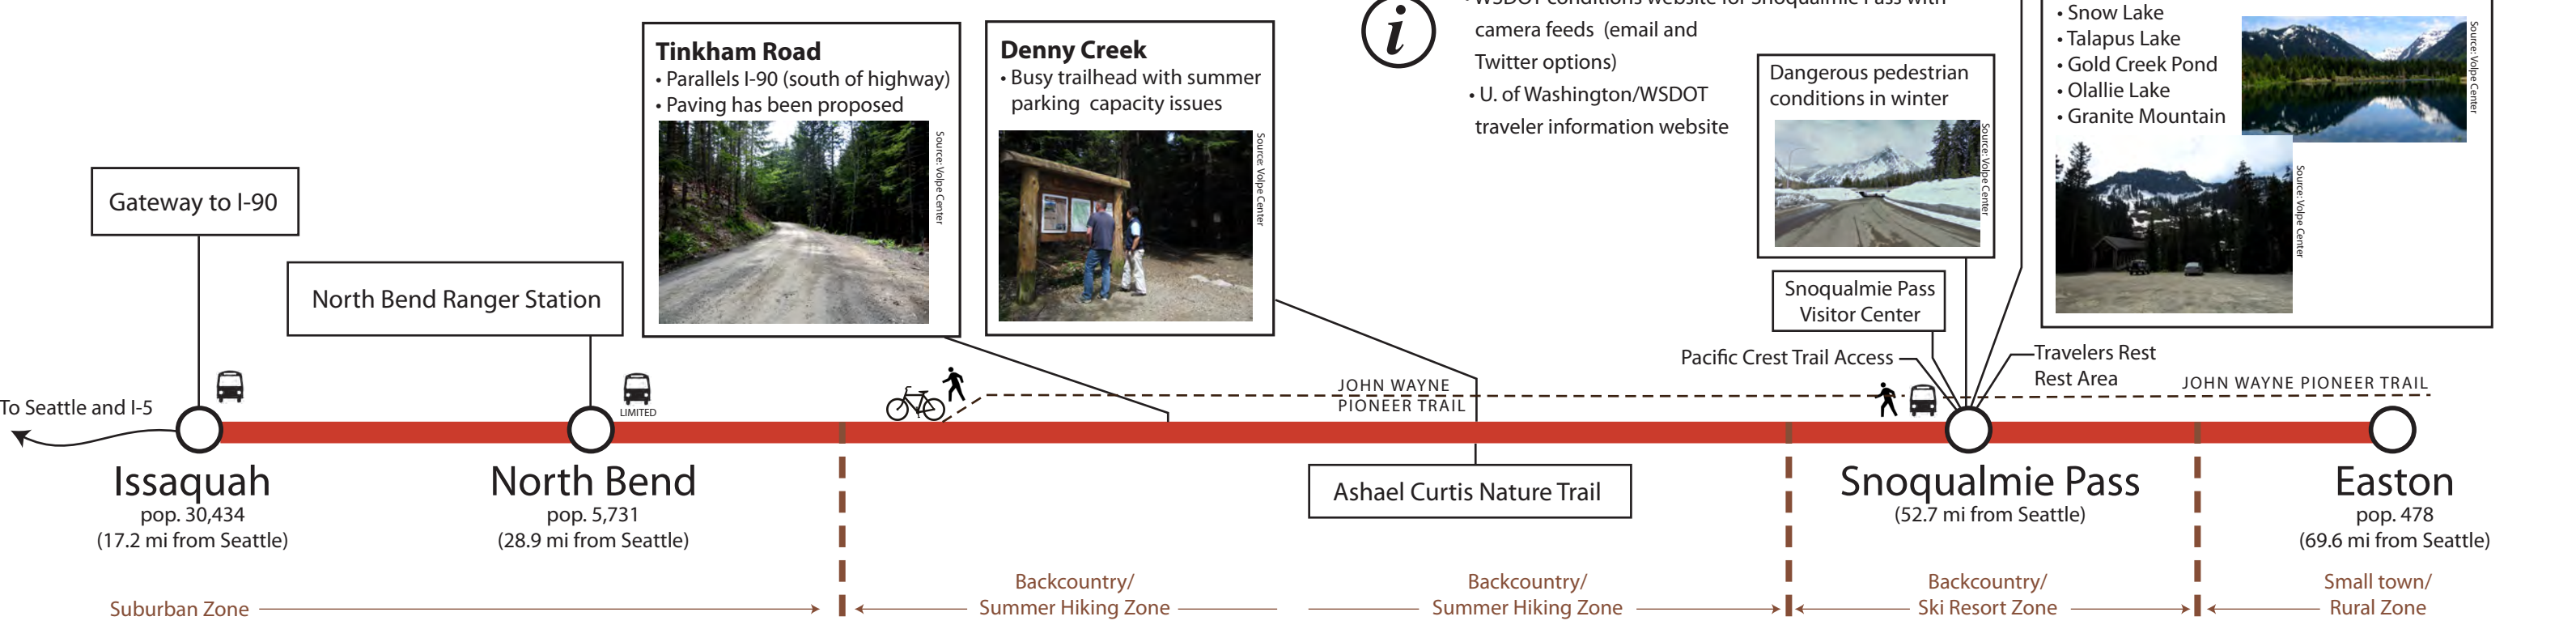 • WSDOT conditions website for Snoqualmie Pass with
camera feeds (email and
Twitter options)
• U. of Washington/WSDOT
traveler information website
• Snow Lake
• Talapus Lake
• Gold Creek Pond
• Olallie Lake
• Granite Mountain
Source: Volpe Center
Source: Volpe Center
Tinkham Road
• Parallels I-90 (south of highway)
• Paving has been proposed
Source: Volpe Center
Denny Creek
• Busy trailhead with summer
parking capacity issues
Source: Volpe Center
i
Dangerous pedestrian
conditions in winter
Source: Volpe Center
Gateway to I-90
North Bend Ranger Station
Snoqualmie Pass
Visitor Center
Pacific Crest Trail Access
Travelers Rest
Rest Area
JOHN WAYNE
PIONEER TRAIL
JOHN WAYNE PIONEER TRAIL
To Seattle and I-5
LIMITED
Issaquah
pop. 30,434
(17.2 mi from Seattle)
North Bend
pop. 5,731
(28.9 mi from Seattle)
Ashael Curtis Nature Trail
Snoqualmie Pass
(52.7 mi from Seattle)
Easton
pop. 478
(69.6 mi from Seattle)
Suburban Zone
Backcountry/
Summer Hiking Zone
Backcountry/
Summer Hiking Zone
Backcountry/
Ski Resort Zone
Small town/
Rural Zone